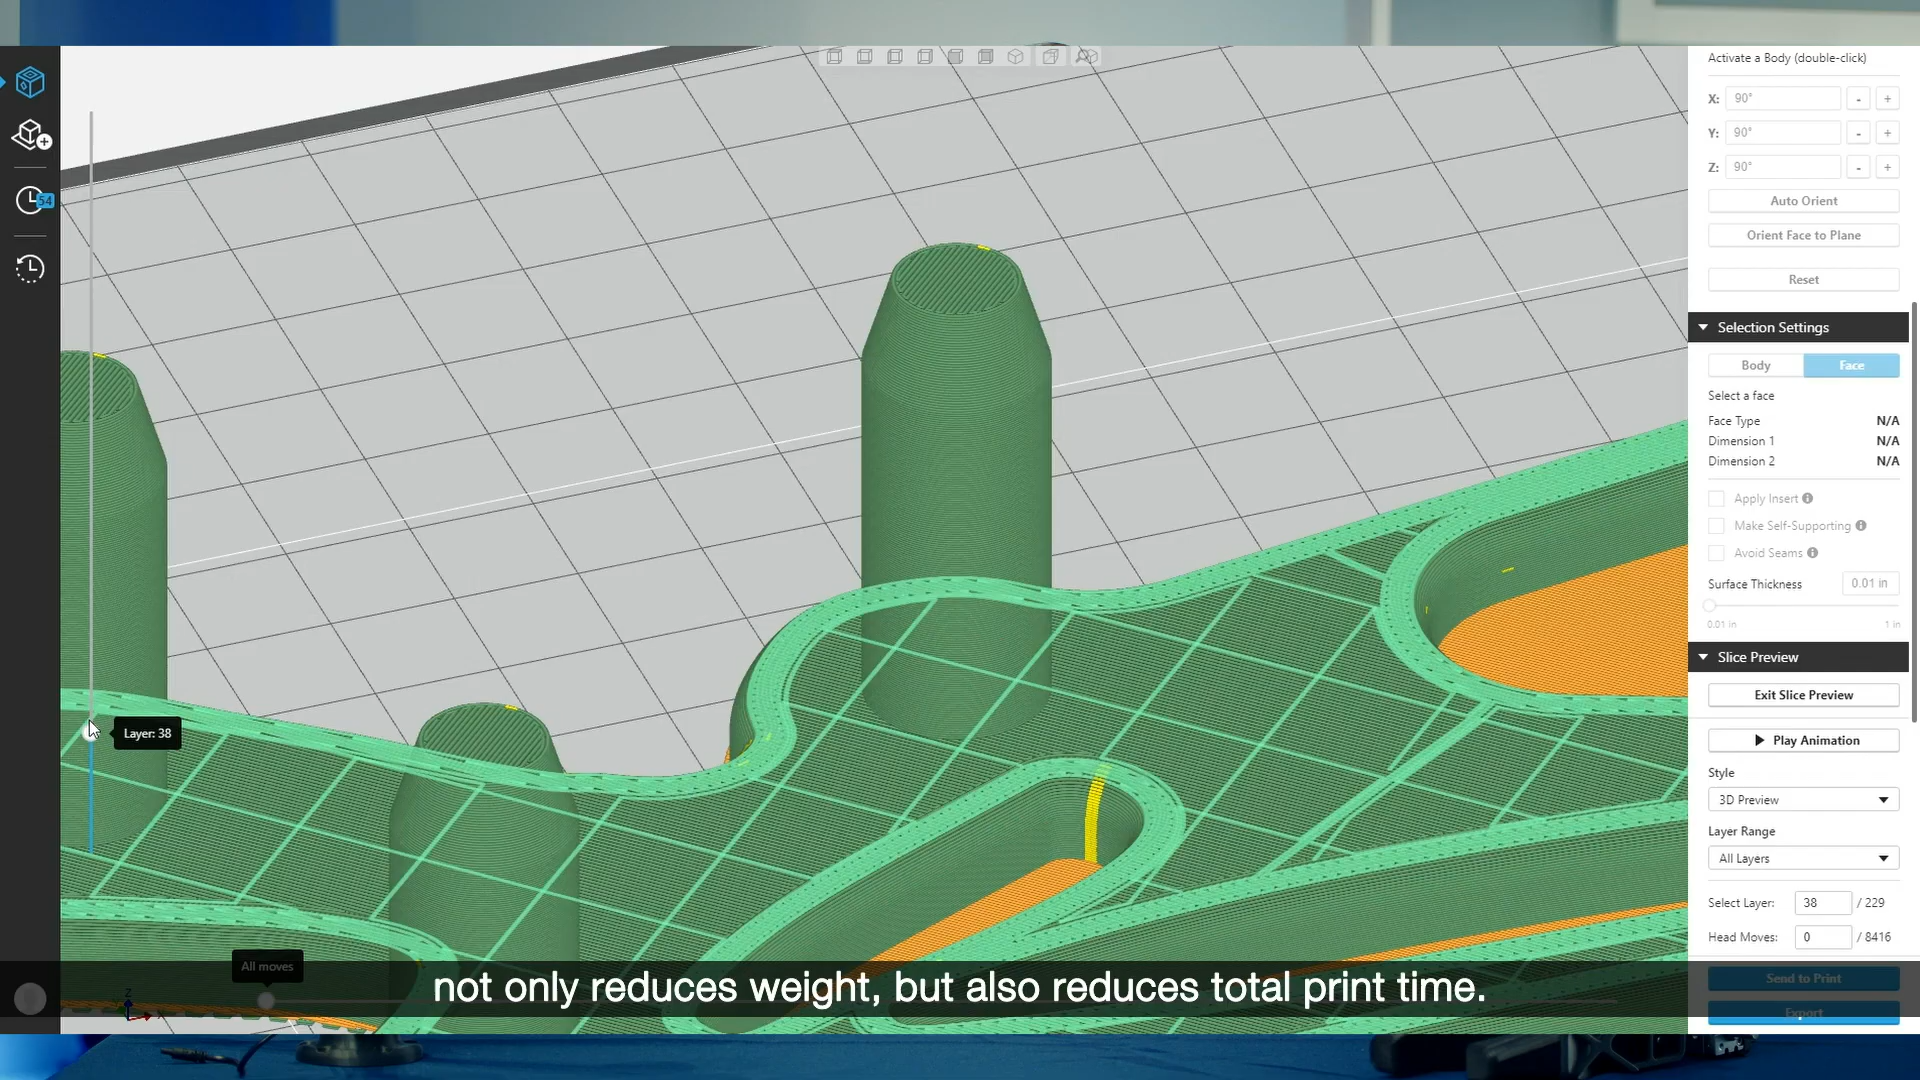 Activate a Body (double-click)
X: 90° - +
Y: 90° - +
Z: 90° - +
Auto Orient
Orient Face to Plane
Reset
Selection Settings
Body Face
Select a face
Face Type N/A
Dimension 1 N/A
Dimension 2 N/A
Apply Insert
Make Self-Supporting
Avoid Seams
Surface Thickness 0.01 in
0.01 in 1 in
Slice Preview
Exit Slice Preview
Play Animation
Style
3D Preview
Layer Range
All Layers
Select Layer: 38 / 229
Head Moves: 0 / 8416
Send to Print
Export
54
Layer: 38
All moves
Z
X
not only reduces weight, but also reduces total print time.